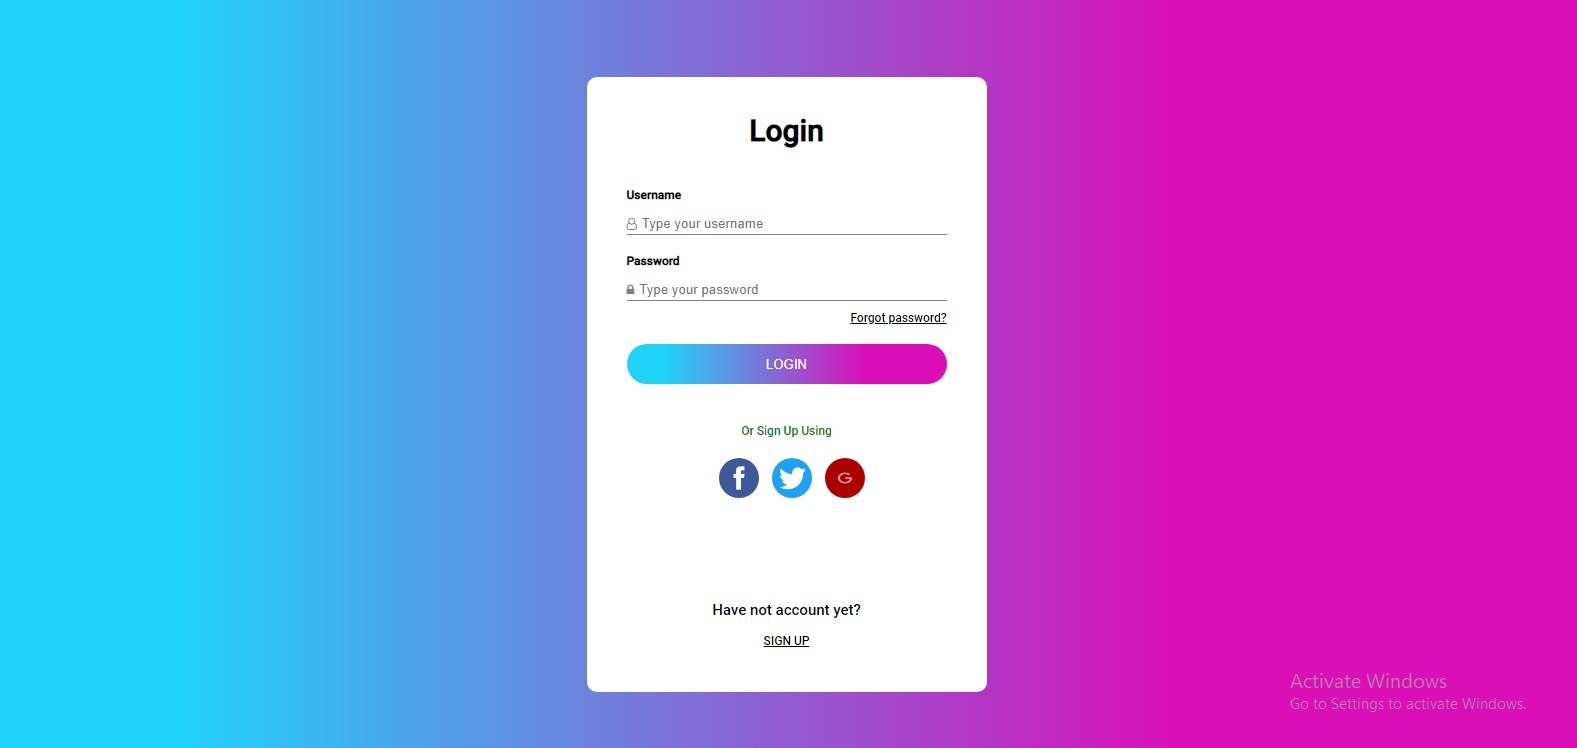 Login
Username
Type your username
Password
Type your password
Forgot password?
LOGIN
Or Sign Up Using
Have not account yet?
SIGN UP
Activate Windows
Go to Settings to activate Windows.